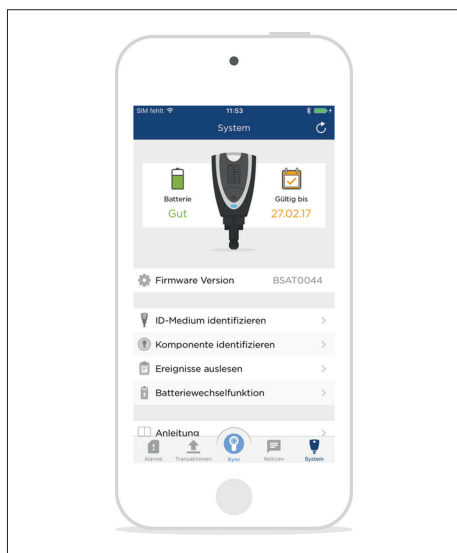 SIM fehlt 11:53
System
Batterie
Gut
Gültig bis
27.02.17
Firmware Version BSAT0044
ID-Medium identifizieren
Komponente identifizieren
Ereignisse auslesen
Batteriewechselfunktion
Anleitung
Alarme Transaktionen Sync Notizen System